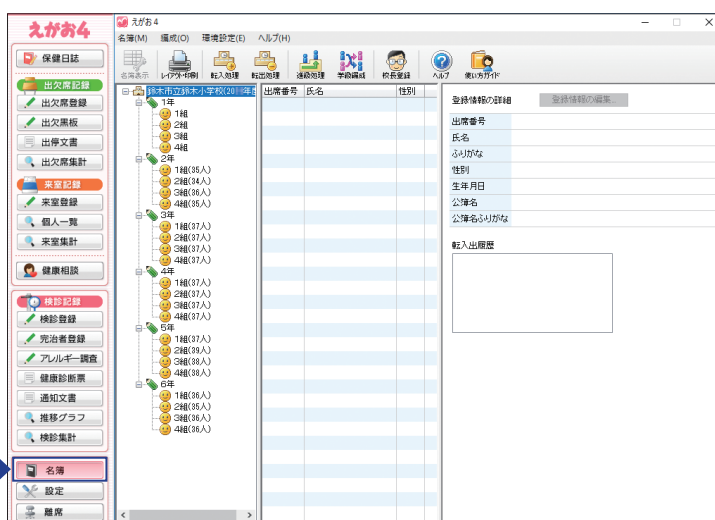 えがお4
保健日誌
出欠席記録
出欠席登録
出欠黒板
出停文書
出欠席集計
来室記録
来室登録
個人一覧
来室集計
健康相談
検診記録
検診登録
完治者登録
アレルギー調査
健康診断票
通知文書
推移グラフ
検診集計
名簿
設定
離席
えがお4
名簿(M) 編成(O) 環境設定(E) ヘルプ(H)
名簿表示 レイアウト印刷 転入処理 転出処理 進級処理 学級編成 校長登録 ヘルプ 使い方ガイド
鈴木市立鈴木小学校(20
1年
1組
2組
3組
4組
2年
1組(35人)
2組(34人)
3組(36人)
4組(35人)
3年
1組(37人)
2組(37人)
3組(37人)
4組(37人)
4年
1組(37人)
2組(37人)
3組(37人)
4組(37人)
5年
1組(37人)
2組(39人)
3組(38人)
4組(38人)
6年
1組(36人)
2組(35人)
3組(36人)
4組(36人)
出席番号 氏名 性別
登録情報の詳細 登録情報の編集...
出席番号
氏名
ふりがな
性別
生年月日
公簿名
公簿名ふりがな
転入出履歴